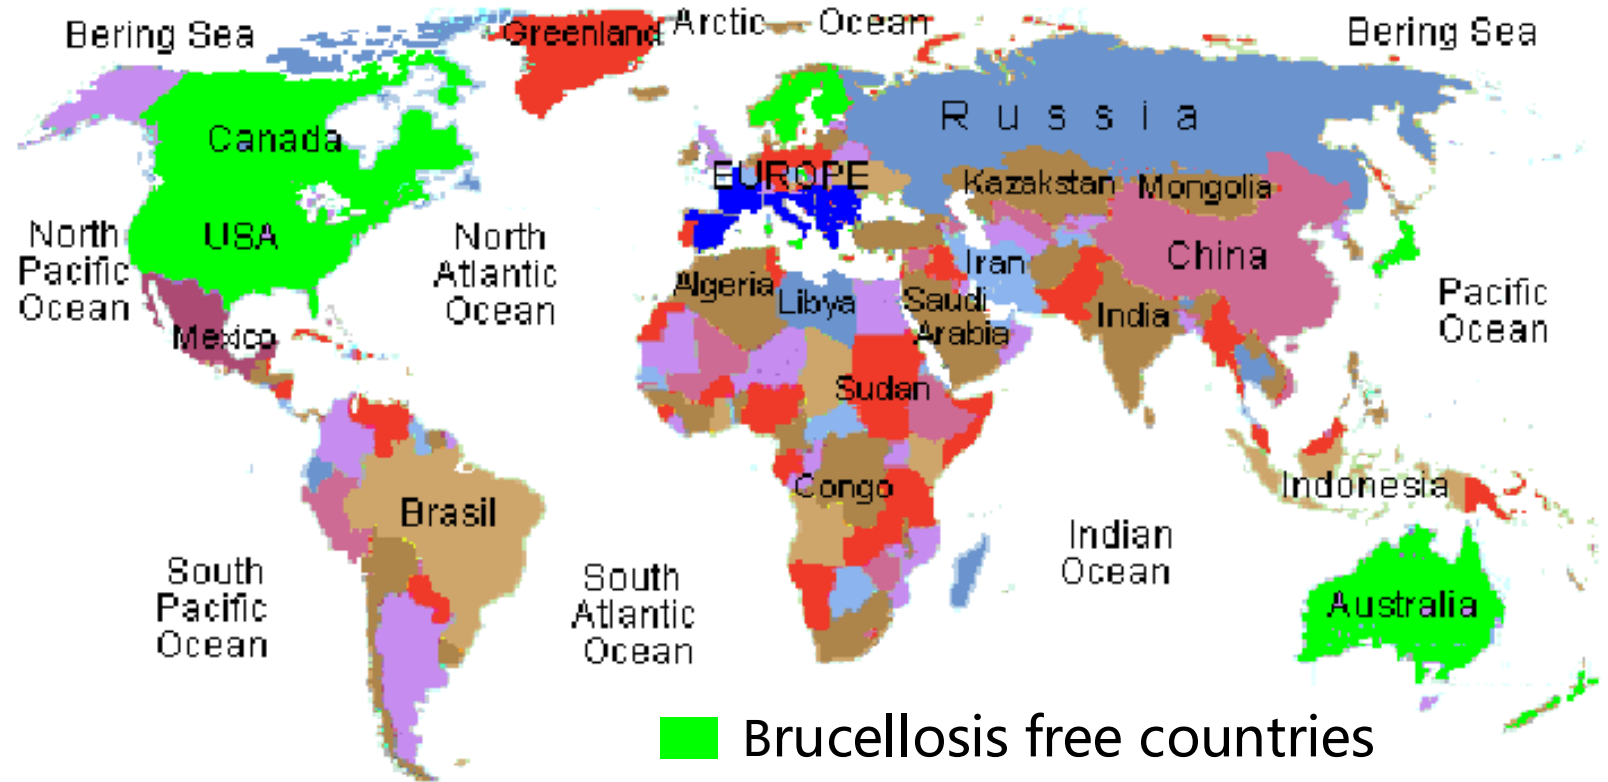 Bering Sea
Greenland
Arctic
Ocean
Bering Sea
Canada
Russia
EUROPE
Kazakstan
Mongolia
North
Pacific
Ocean
USA
North
Atlantic
Ocean
Algeria
Libya
Iran
China
Saudi
Arabia
India
Pacific
Ocean
Mexico
Sudan
Brasil
Congo
Indonesia
Indian
Ocean
South
Pacific
Ocean
South
Atlantic
Ocean
Australia
Brucellosis free countries